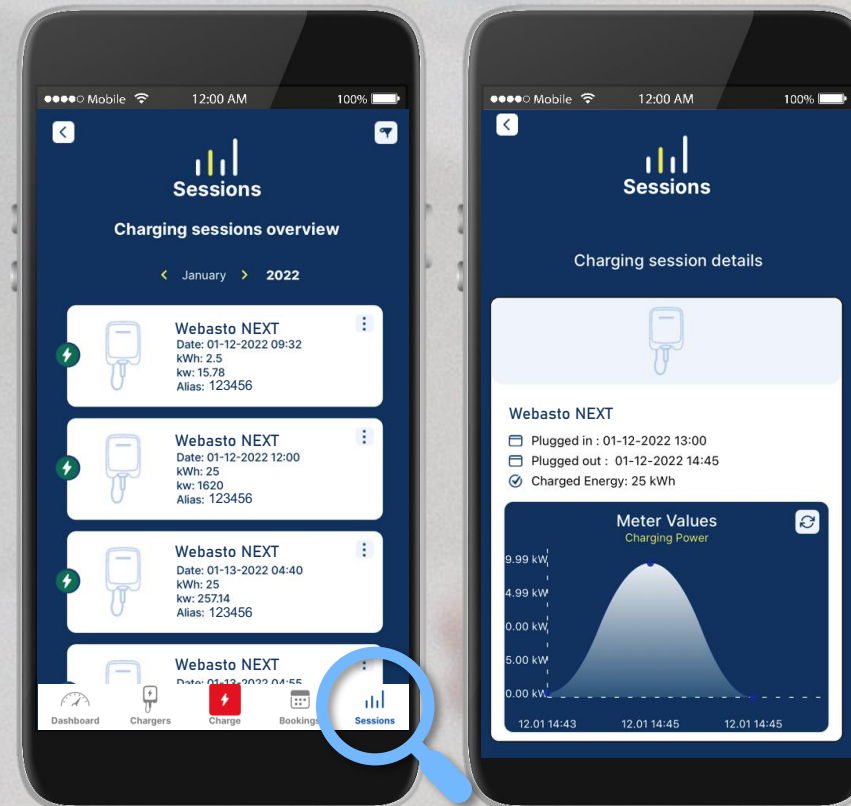 Mobile 12:00 AM 100%
Sessions
Charging sessions overview
January 2022
Webasto NEXT
Date: 01-12-2022 09:32
kWh: 2.5
kw: 15.78
Alias: 123456
Webasto NEXT
Date: 01-12-2022 12:00
kWh: 25
kw: 1620
Alias: 123456
Webasto NEXT
Date: 01-13-2022 04:40
kWh: 25
kw: 257.14
Alias: 123456
Webasto NEXT
Date: 01-13-2022 04:55
Dashboard Chargers Charge Bookings Sessions
Mobile 12:00 AM 100%
Sessions
Charging session details
Webasto NEXT
Plugged in : 01-12-2022 13:00
Plugged out : 01-12-2022 14:45
Charged Energy: 25 kWh
Meter Values
Charging Power
9.99 kW
4.99 kW
0.00 kW
5.00 kW
0.00 kW
12.01 14:43 12.01 14:45 12.01 14:45